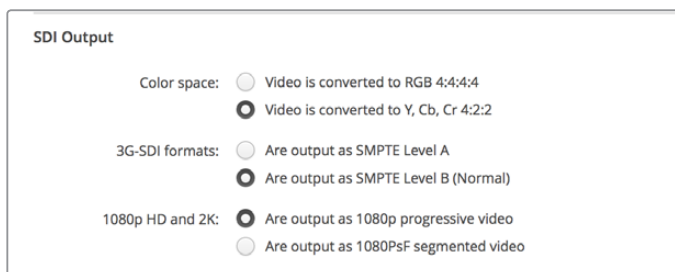 SDI Output
Color space: Video is converted to RGB 4:4:4:4
Video is converted to Y, Cb, Cr 4:2:2
3G-SDI formats: Are output as SMPTE Level A
Are output as SMPTE Level B (Normal)
1080p HD and 2K: Are output as 1080p progressive video
Are output as 1080PsF segmented video